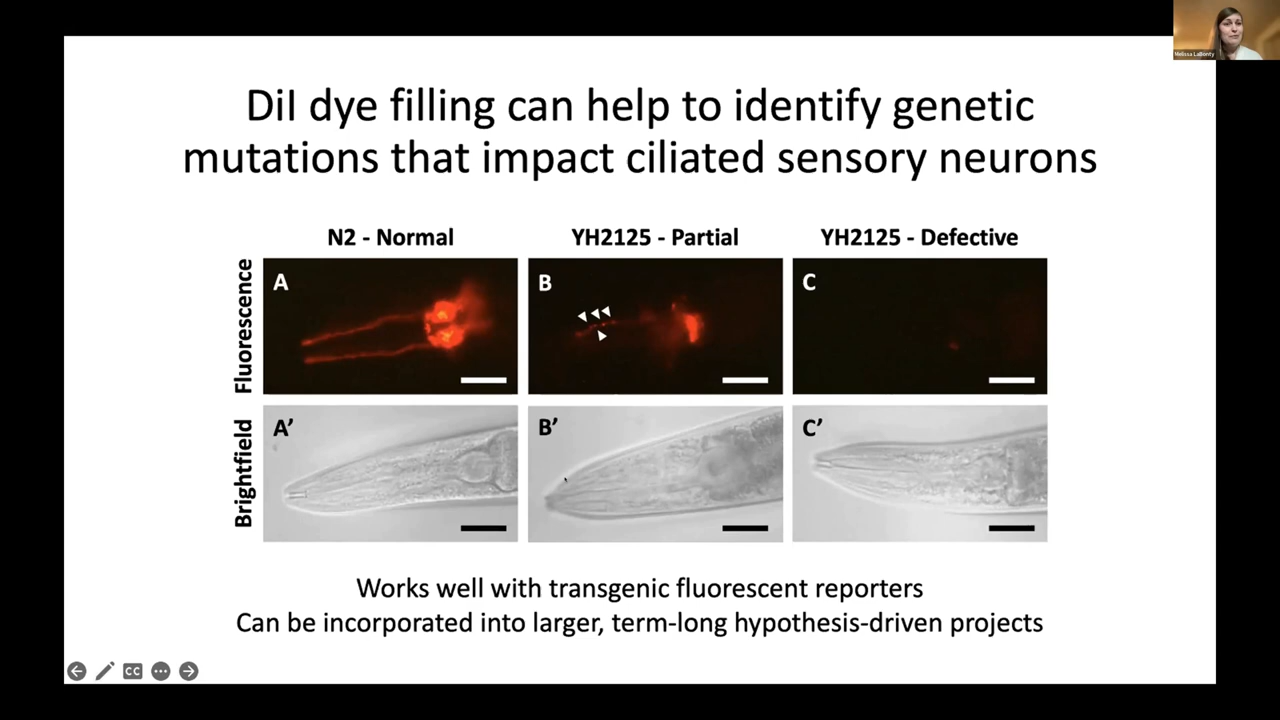 Melissa LaBonty
DiI dye filling can help to identify genetic
mutations that impact ciliated sensory neurons
N2 - Normal
YH2125 - Partial
YH2125 - Defective
Fluorescence
A
B
C
Brightfield
A’
B’
C’
Works well with transgenic fluorescent reporters
Can be incorporated into larger, term-long hypothesis-driven projects
CC